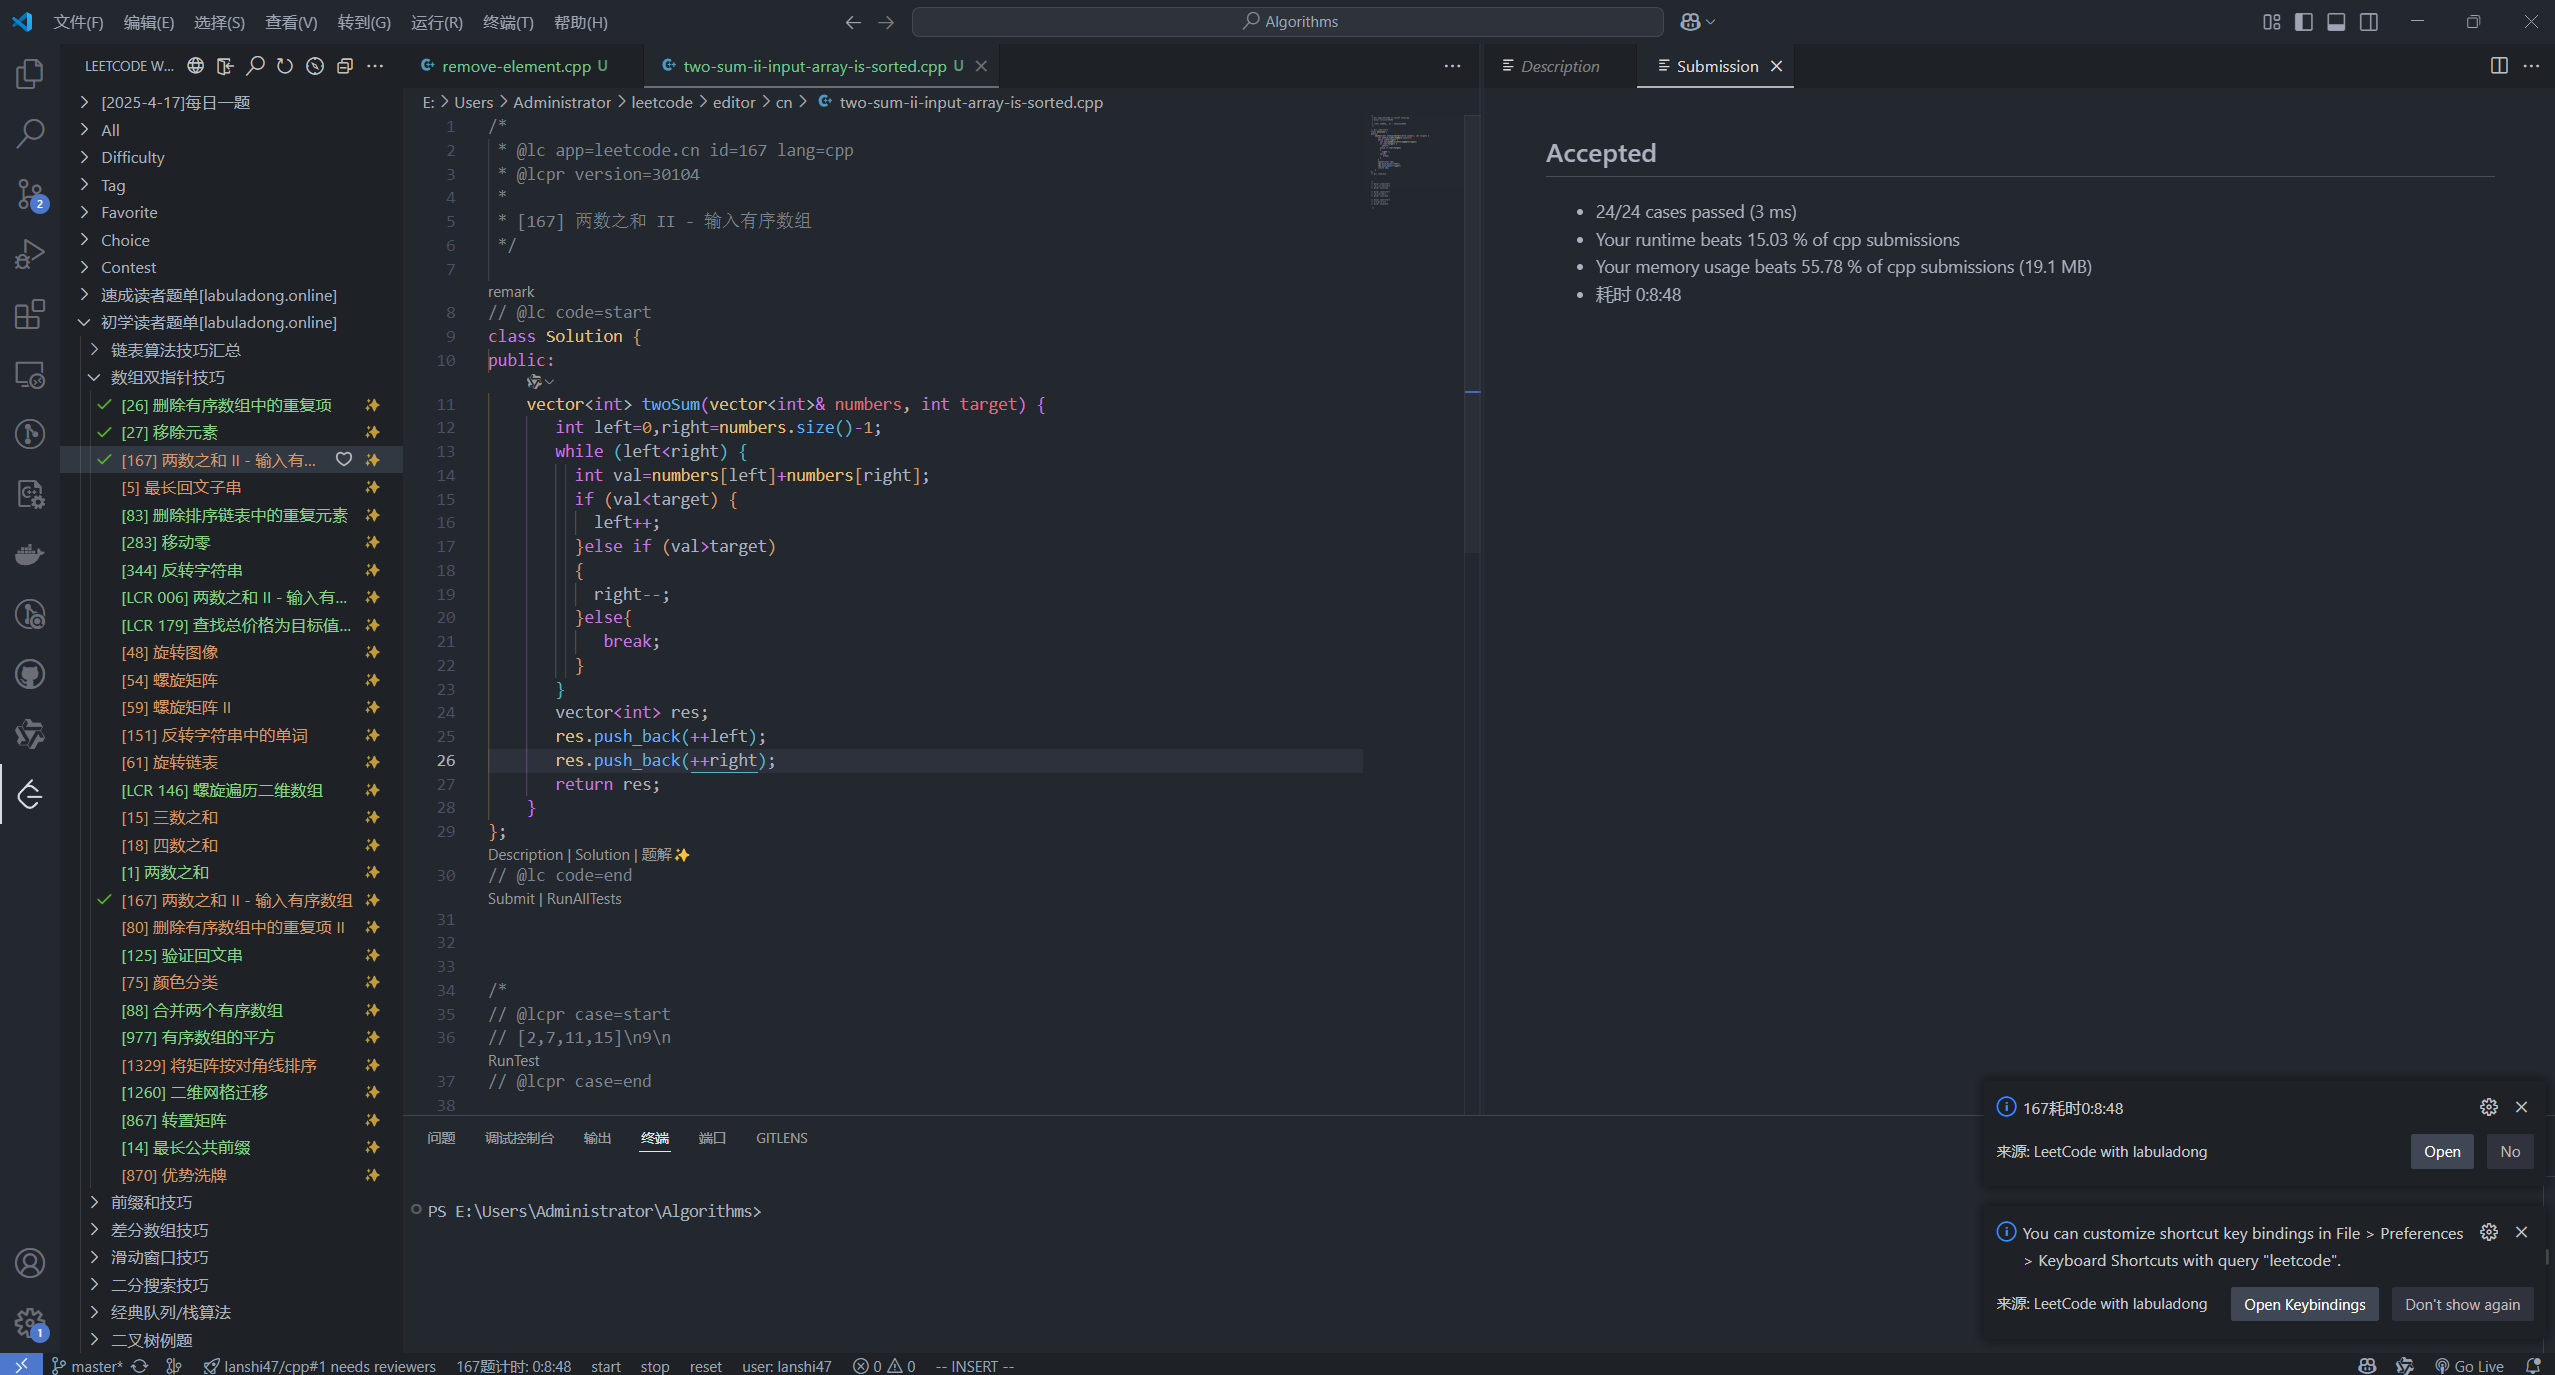 文件(F) 编辑(E) 选择(S) 查看(V) 转到(G) 运行(R) 终端(T) 帮助(H)
Algorithms
LEETCODE W...
[2025-4-17]每日一题
All
Difficulty
Tag
Favorite
Choice
Contest
速成读者题单[labuladong.online]
初学读者题单[labuladong.online]
链表算法技巧汇总
数组双指针技巧
[26] 删除有序数组中的重复项
[27] 移除元素
[167] 两数之和 II - 输入有...
[5] 最长回文子串
[83] 删除排序链表中的重复元素
[283] 移动零
[344] 反转字符串
[LCR 006] 两数之和 II - 输入有...
[LCR 179] 查找总价格为目标值...
[48] 旋转图像
[54] 螺旋矩阵
[59] 螺旋矩阵 II
[151] 反转字符串中的单词
[61] 旋转链表
[LCR 146] 螺旋遍历二维数组
[15] 三数之和
[18] 四数之和
[1] 两数之和
[167] 两数之和 II - 输入有序数组
[80] 删除有序数组中的重复项 II
[125] 验证回文串
[75] 颜色分类
[88] 合并两个有序数组
[977] 有序数组的平方
[1329] 将矩阵按对角线排序
[1260] 二维网格迁移
[867] 转置矩阵
[14] 最长公共前缀
[870] 优势洗牌
前缀和技巧
差分数组技巧
滑动窗口技巧
二分搜索技巧
经典队列/栈算法
二叉树例题
2
1
remove-element.cpp U
two-sum-ii-input-array-is-sorted.cpp U
E: > Users > Administrator > leetcode > editor > cn > two-sum-ii-input-array-is-sorted.cpp
1 /*
2 * @lc app=leetcode.cn id=167 lang=cpp
3 * @lcpr version=30104
4 *
5 * [167] 两数之和 II - 输入有序数组
6 */
7
remark
8 // @lc code=start
9 class Solution {
10 public:
11 vector<int> twoSum(vector<int>& numbers, int target) {
12 int left=0,right=numbers.size()-1;
13 while (left<right) {
14 int val=numbers[left]+numbers[right];
15 if (val<target) {
16 left++;
17 }else if (val>target)
18 {
19 right--;
20 }else{
21 break;
22 }
23 }
24 vector<int> res;
25 res.push_back(++left);
26 res.push_back(++right);
27 return res;
28 }
29 };
Description | Solution | 题解✨
30 // @lc code=end
Submit | RunAllTests
31
32
33
34 /*
35 // @lcpr case=start
36 // [2,7,11,15]\n9\n
RunTest
37 // @lcpr case=end
38
Description
Submission
Accepted
• 24/24 cases passed (3 ms)
• Your runtime beats 15.03 % of cpp submissions
• Your memory usage beats 55.78 % of cpp submissions (19.1 MB)
• 耗时 0:8:48
问题 调试控制台 输出 终端 端口 GITLENS
PS E:\Users\Administrator\Algorithms>
167耗时0:8:48
来源: LeetCode with labuladong
Open No
You can customize shortcut key bindings in File > Preferences
> Keyboard Shortcuts with query "leetcode".
来源: LeetCode with labuladong
Open Keybindings Don't show again
master* lanshi47/cpp#1 needs reviewers 167题计时: 0:8:48 start stop reset user: lanshi47 0 0 -- INSERT -- Go Live